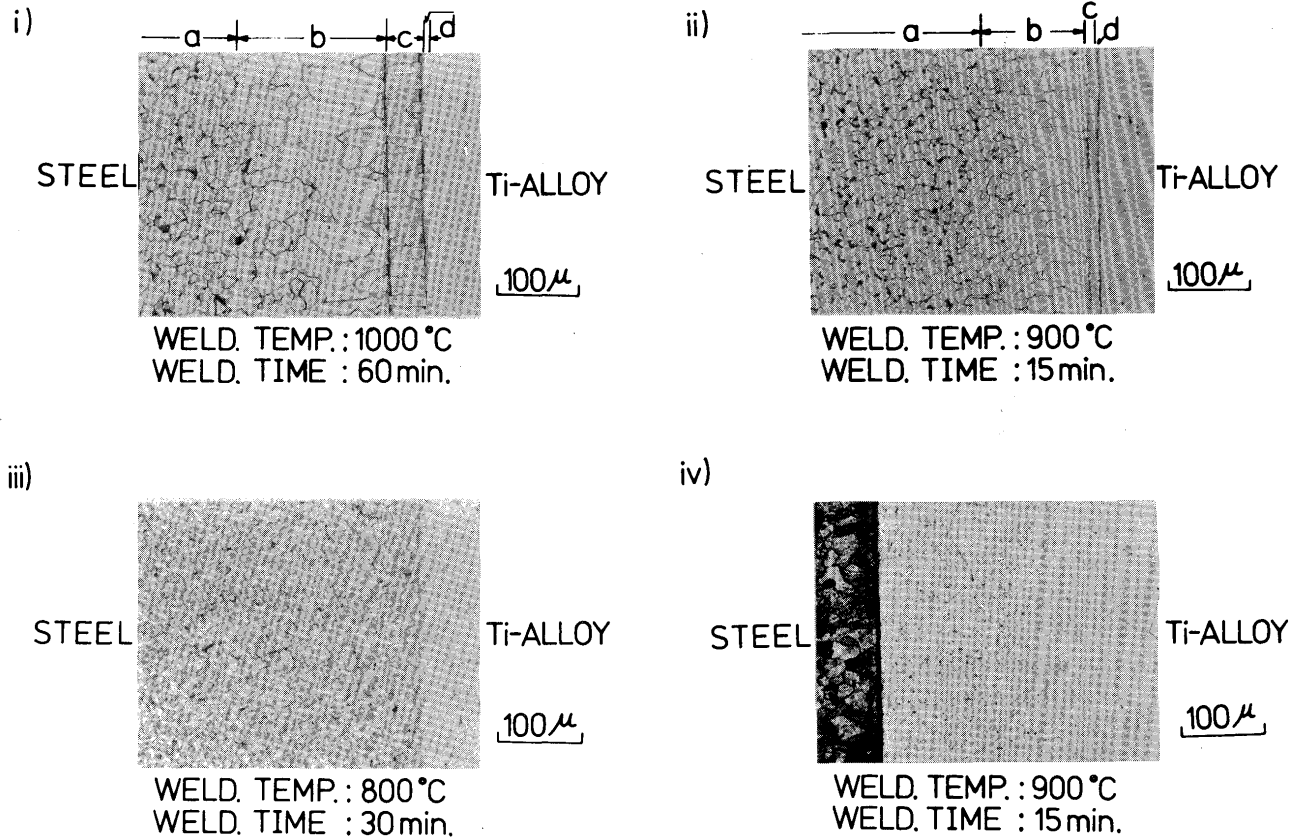 i)
a b c d
STEEL
Ti-ALLOY
100μ
WELD. TEMP. : 1000 °C
WELD. TIME : 60 min.
ii)
c
a b d
STEEL
Ti-ALLOY
100μ
WELD. TEMP. : 900 °C
WELD. TIME : 15 min.
iii)
STEEL
Ti-ALLOY
100μ
WELD. TEMP. : 800 °C
WELD. TIME : 30 min.
iv)
STEEL
Ti-ALLOY
100μ
WELD. TEMP. : 900 °C
WELD. TIME : 15 min.